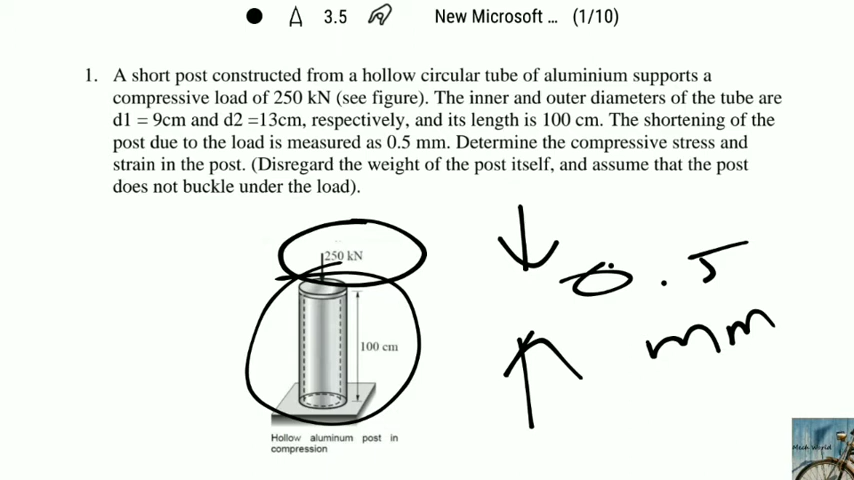 3.5 New Microsoft ... (1/10)
1. A short post constructed from a hollow circular tube of aluminium supports a
compressive load of 250 kN (see figure). The inner and outer diameters of the tube are
d1 = 9cm and d2 =13cm, respectively, and its length is 100 cm. The shortening of the
post due to the load is measured as 0.5 mm. Determine the compressive stress and
strain in the post. (Disregard the weight of the post itself, and assume that the post
does not buckle under the load).
250 kN
0.5
mm
100 cm
Hollow aluminum post in
compression
Mech World